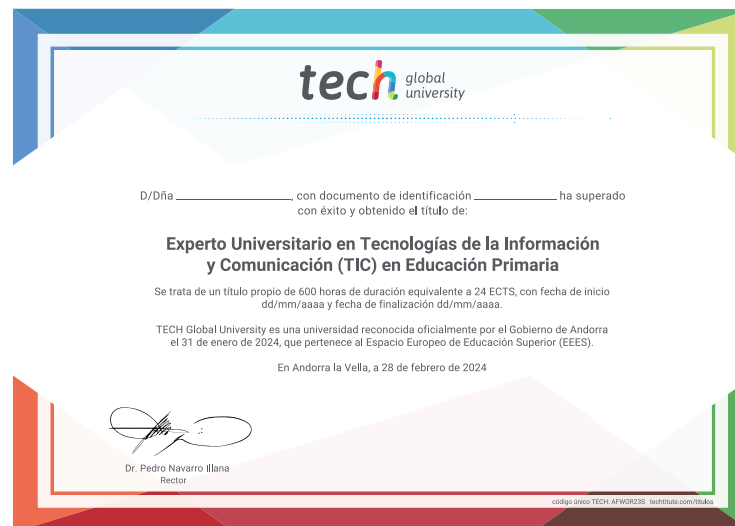 tech global
university
D/Dña ______________, con documento de identificación __________ ha superado
con éxito y obtenido el título de:
Experto Universitario en Tecnologías de la Información
y Comunicación (TIC) en Educación Primaria
Se trata de un título propio de 600 horas de duración equivalente a 24 ECTS, con fecha de inicio
dd/mm/aaaa y fecha de finalización dd/mm/aaaa.
TECH Global University es una universidad reconocida oficialmente por el Gobierno de Andorra
el 31 de enero de 2024, que pertenece al Espacio Europeo de Educación Superior (EEES).
En Andorra la Vella, a 28 de febrero de 2024
Dr. Pedro Navarro Illana
Rector
código único TECH: AFWOR23S techtitute.com/titulos